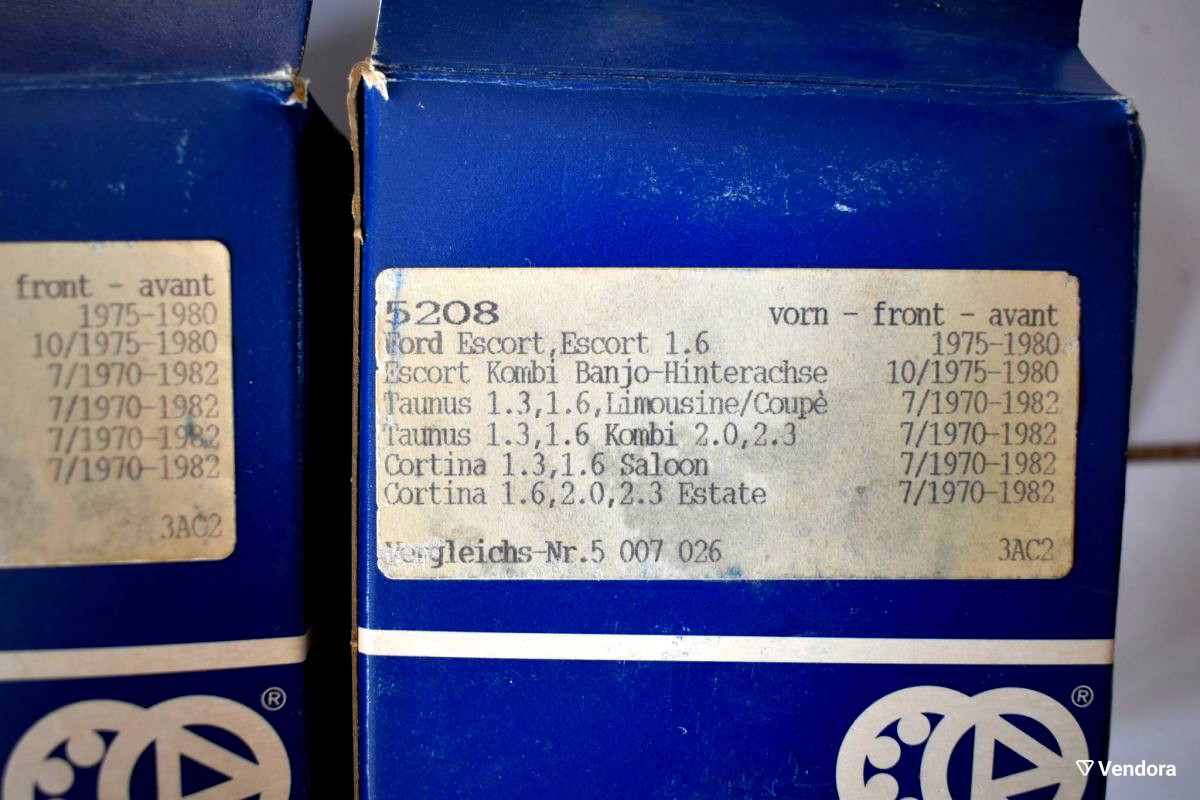 front - avant
1975-1980
10/1975-1980
7/1970-1982
7/1970-1982
7/1970-1982
7/1970-1982
3AC2
®
5208 vorn - front - avant
Ford Escort,Escort 1.6 1975-1980
Escort Kombi Banjo-Hinterachse 10/1975-1980
Taunus 1.3,1.6,Limousine/Coupè 7/1970-1982
Taunus 1.3,1.6 Kombi 2.0,2.3 7/1970-1982
Cortina 1.3,1.6 Saloon 7/1970-1982
Cortina 1.6,2.0,2.3 Estate 7/1970-1982
Vergleichs-Nr.5 007 026 3AC2
®
Vendora